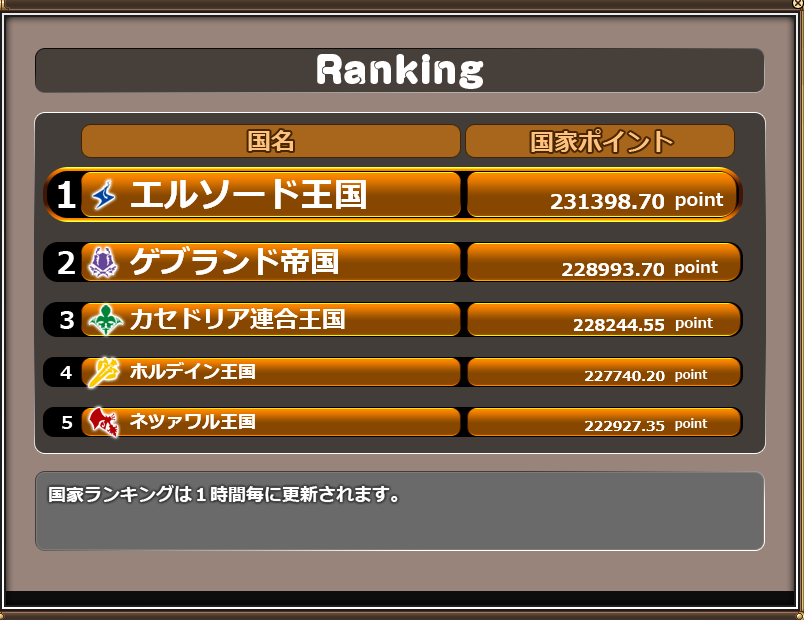 Ranking
国名 国家ポイント
1 エルソード王国 231398.70 point
2 ゲブランド帝国 228993.70 point
3 カセドリア連合王国 228244.55 point
4 ホルデイン王国 227740.20 point
5 ネツァワル王国 222927.35 point
国家ランキングは１時間毎に更新されます。